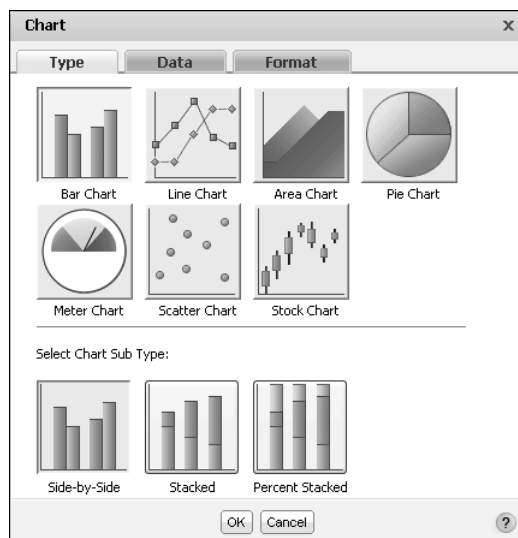 Chart x
Type Data Format
Bar Chart Line Chart Area Chart Pie Chart
Meter Chart Scatter Chart Stock Chart
Select Chart Sub Type:
Side-by-Side Stacked Percent Stacked
OK Cancel ?